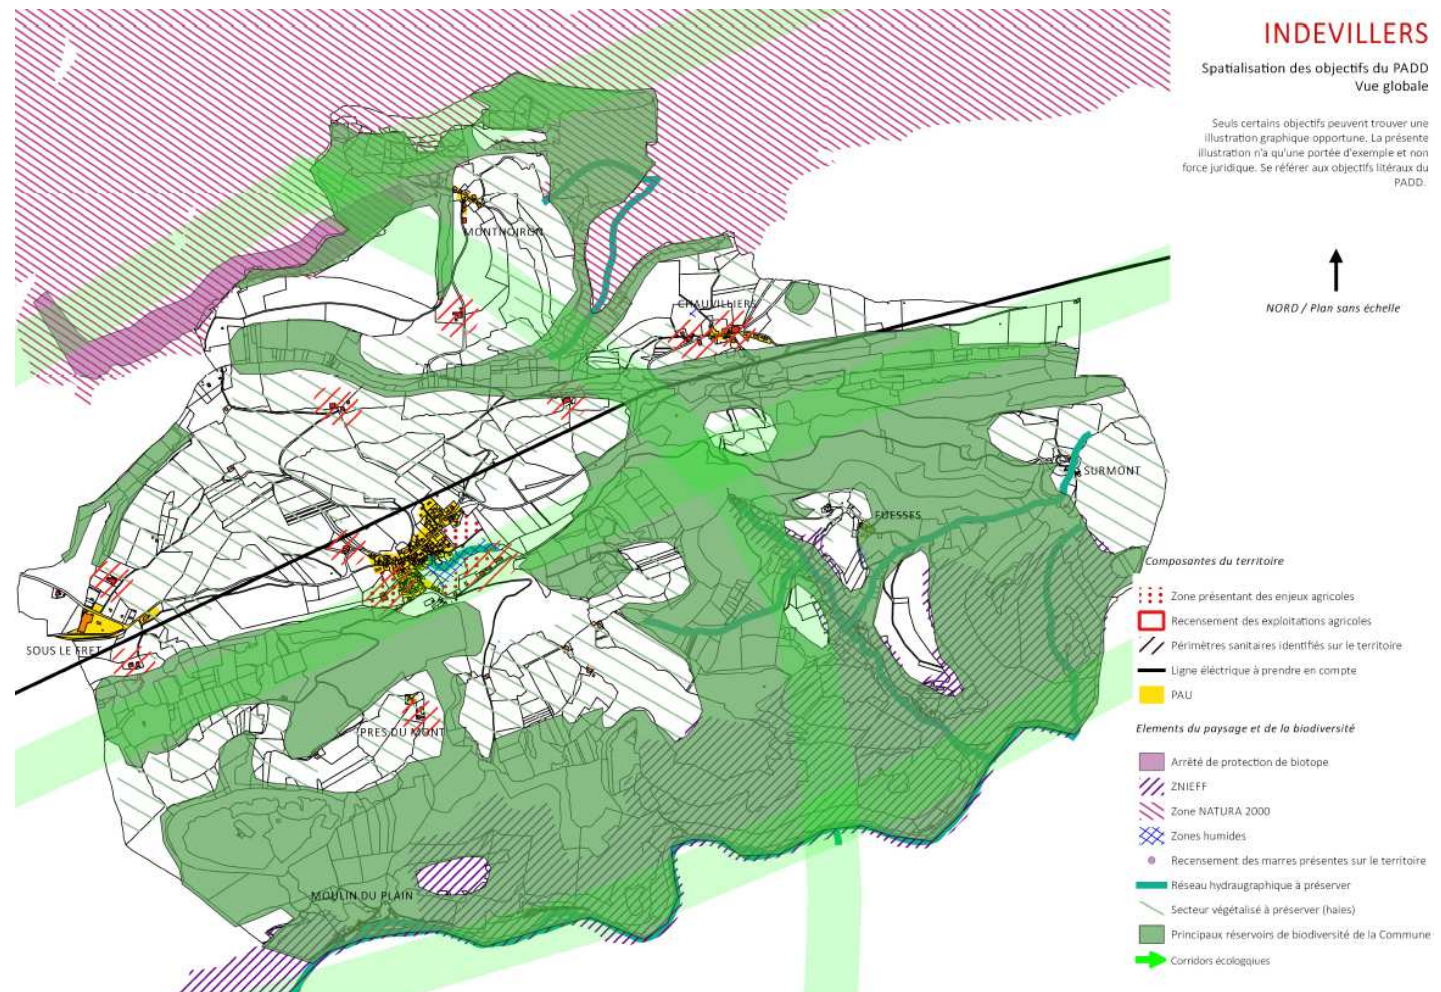 INDEVILLERS
Spatialisation des objectifs du PADD
Vue globale
Seuls certains objectifs peuvent trouver une
illustration graphique opportune. La présente
illustration n'a qu'une portée d'exemple et non
force juridique. Se référer aux objectifs litéraux du
PADD.
NORD / Plan sans échelle
MONTNOIRON
CHAUVILLIERS
SURMONT
FUESSES
SOUS LE FRET
PRES DU MONT
MOULIN DU PLAIN
Composantes du territoire
Zone présentant des enjeux agricoles
Recensement des exploitations agricoles
Périmètres sanitaires identifiés sur le territoire
Ligne éléctrique à prendre en compte
PAU
Elements du paysage et de la biodiversité
Arrêté de protection de biotope
ZNIEFF
Zone NATURA 2000
Zones humides
Recensement des marres présentes sur le territoire
Réseau hydraugraphique à préserver
Secteur végétalisé à préserver (haies)
Principaux réservoirs de biodiversité de la Commune
Corridors écologqiues